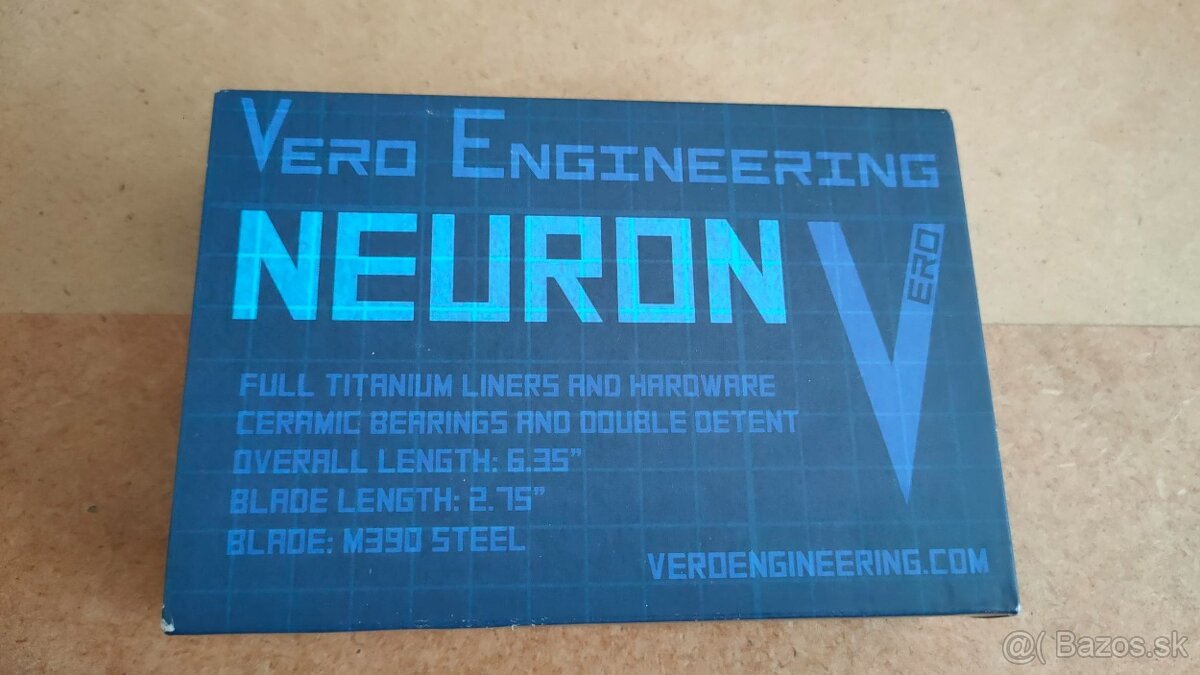 VERO ENGINEERING
NEURON
VERO
FULL TITANIUM LINERS AND HARDWARE
CERAMIC BEARINGS AND DOUBLE DETENT
OVERALL LENGTH: 6.35"
BLADE LENGTH: 2.75"
BLADE: M390 STEEL
VEROENGINEERING.COM
@( Bazos.sk